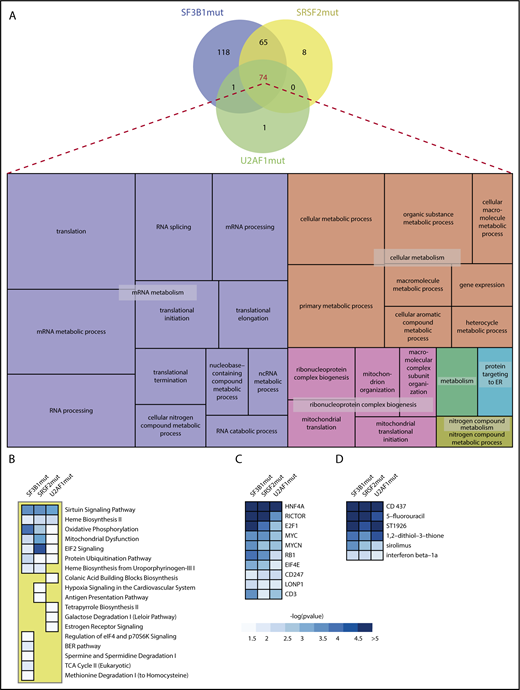 A
SF3B1mut
SRSF2mut
118
65
8
74
1
0
1
U2AF1mut
translation
RNA splicing
mRNA processing
cellular metabolic process
organic substance
metabolic process
cellular
macro-
molecule
metabolic process
cellular metabolism
mRNA metabolism
mRNA metabolic process
translational
initiation
translational
elongation
primary metabolic process
macromolecule
metabolic process
gene expression
cellular aromatic
compound metabolic
process
heterocycle
metabolic process
RNA processing
translational
termination
nucleobase-
containing compound
metabolic process
ncRNA
metabolic process
cellular nitrogen
compound metabolic process
RNA catabolic process
ribonucleoprotein
complex biogenesis
mitochon-
drion
organization
macro-
molecular
complex
subunit
organi-
zation
ribonucleoprotein complex biogenesis
mitochondrial
translation
mitochondrial
translational
initiation
metabolism
protein
targeting
to ER
nitrogen compound
metabolism
nitrogen compound
metabolic process
B
SF3B1mut
SRSF2mut
U2AF1mut
Sirtuin Signaling Pathway
Heme Biosynthesis II
Oxidative Phosphorylation
Mitochondrial Dysfunction
EIF2 Signaling
Protein Ubiquitination Pathway
Heme Biosynthesis from Uroporphyrinogen-III I
Colanic Acid Building Blocks Biosynthesis
Hypoxia Signaling in the Cardiovascular System
Antigen Presentation Pathway
Tetrapyrrole Biosynthesis II
Galactose Degradation I (Leloir Pathway)
Estrogen Receptor Signaling
Regulation of eIF4 and p7056K Signaling
BER pathway
Spermine and Spermidine Degradation I
TCA Cycle II (Eukaryotic)
Methionine Degradation I (to Homocysteine)
C
SF3B1mut
SRSF2mut
U2AF1mut
HNF4A
RICTOR
E2F1
MYC
MYCN
RB1
EIF4E
CD247
LONP1
CD3
D
SF3B1mut
SRSF2mut
U2AF1mut
CD 437
5-fluorouracil
ST1926
1,2-dithiol-3-thione
sirolimus
interferon beta-1a
-log(pvalue)
1.5
2
2.5
3
3.5
4
4.5
>5